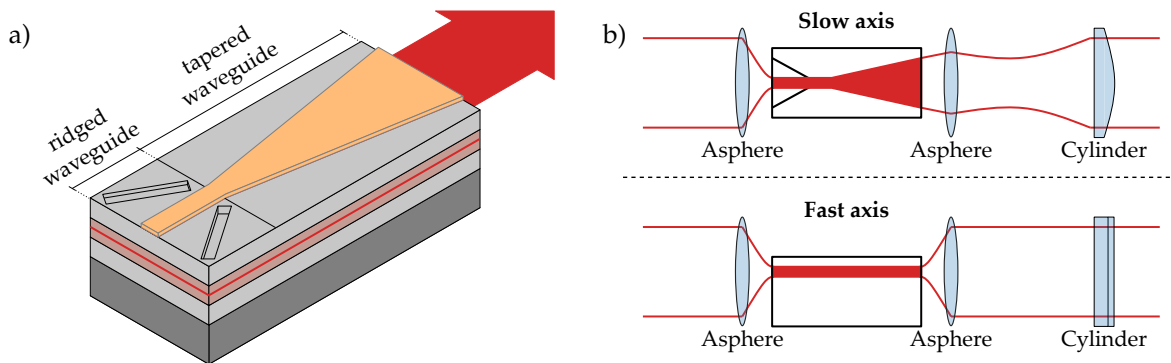 a)
tapered
waveguide
ridged
waveguide
b)
Slow axis
Asphere
Asphere
Cylinder
Fast axis
Asphere
Asphere
Cylinder